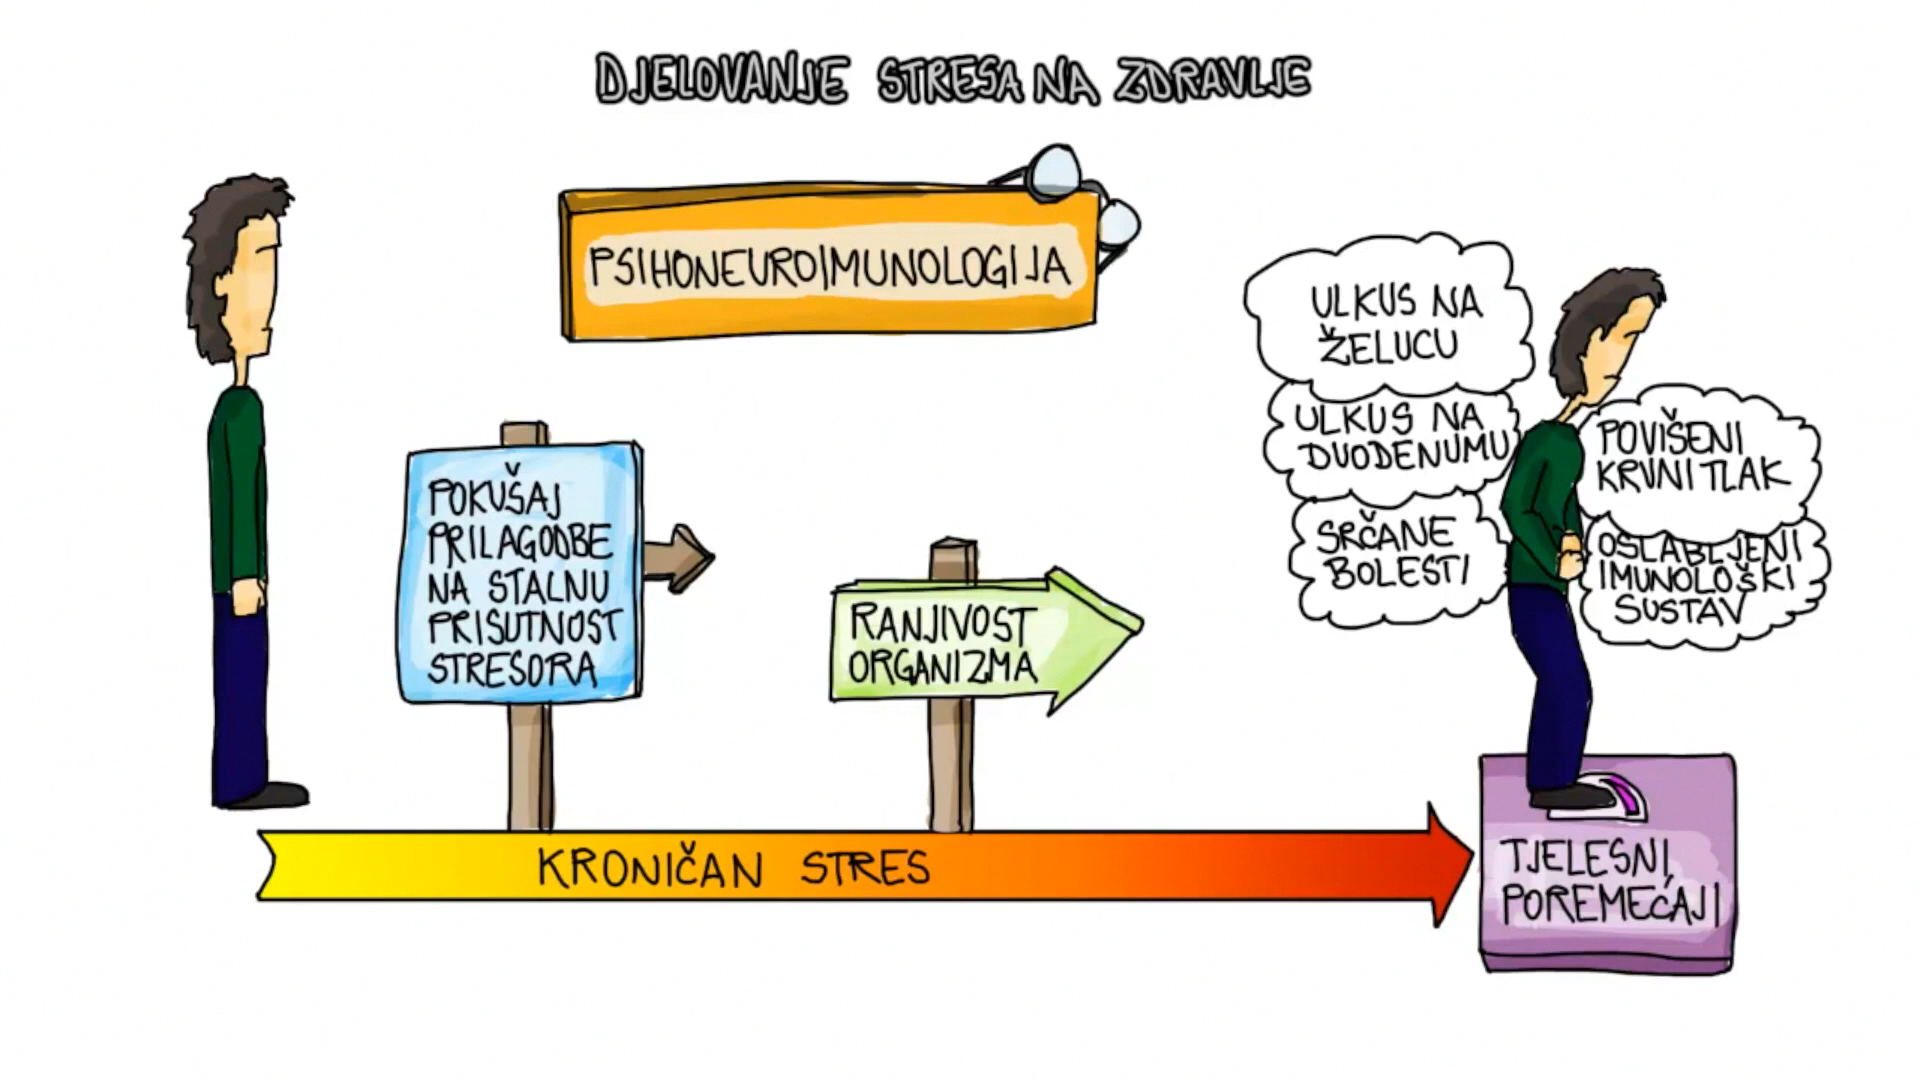 DJELOVANJE STRESA NA ZDRAVLJE
PSIHONEUROIMUNOLOGIJA
POKUŠAJ
PRILAGODBE
NA STALNU
PRISUTNOST
STRESORA
RANJIVOST
ORGANIZMA
ULKUS NA
ŽELUCU
ULKUS NA
DUODENUMU
SRČANE
BOLESTI
POVIŠENI
KRVNI TLAK
OSLABLJENI
IMUNOLOŠKI
SUSTAV
KRONIČAN STRES
TJELESNI
POREMEĆAJI